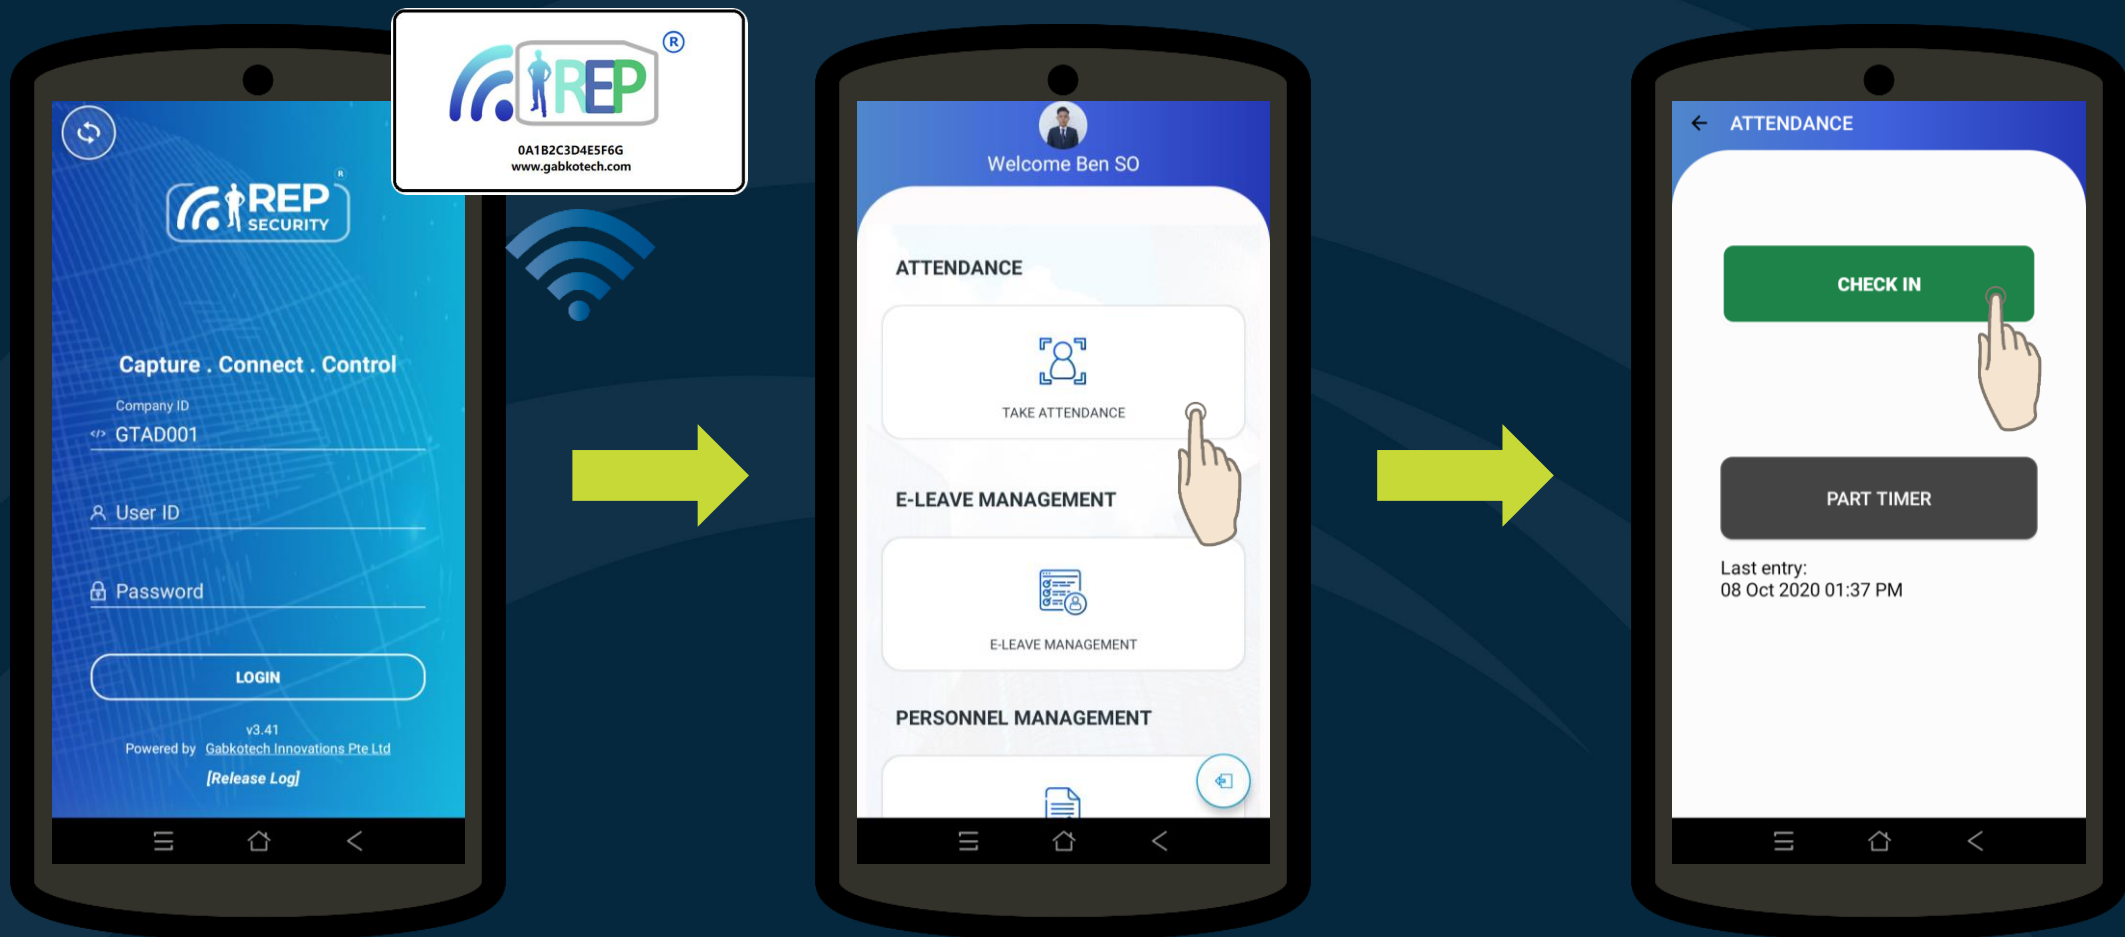 REP
SECURITY
®
Capture . Connect . Control
Company ID
</> GTAD001
User ID
Password
LOGIN
v3.41
Powered by Gabkotech Innovations Pte Ltd
[Release Log]
REP
®
0A1B2C3D4E5F6G
www.gabkotech.com
Welcome Ben SO
ATTENDANCE
TAKE ATTENDANCE
E-LEAVE MANAGEMENT
E-LEAVE MANAGEMENT
PERSONNEL MANAGEMENT
ATTENDANCE
CHECK IN
PART TIMER
Last entry:
08 Oct 2020 01:37 PM